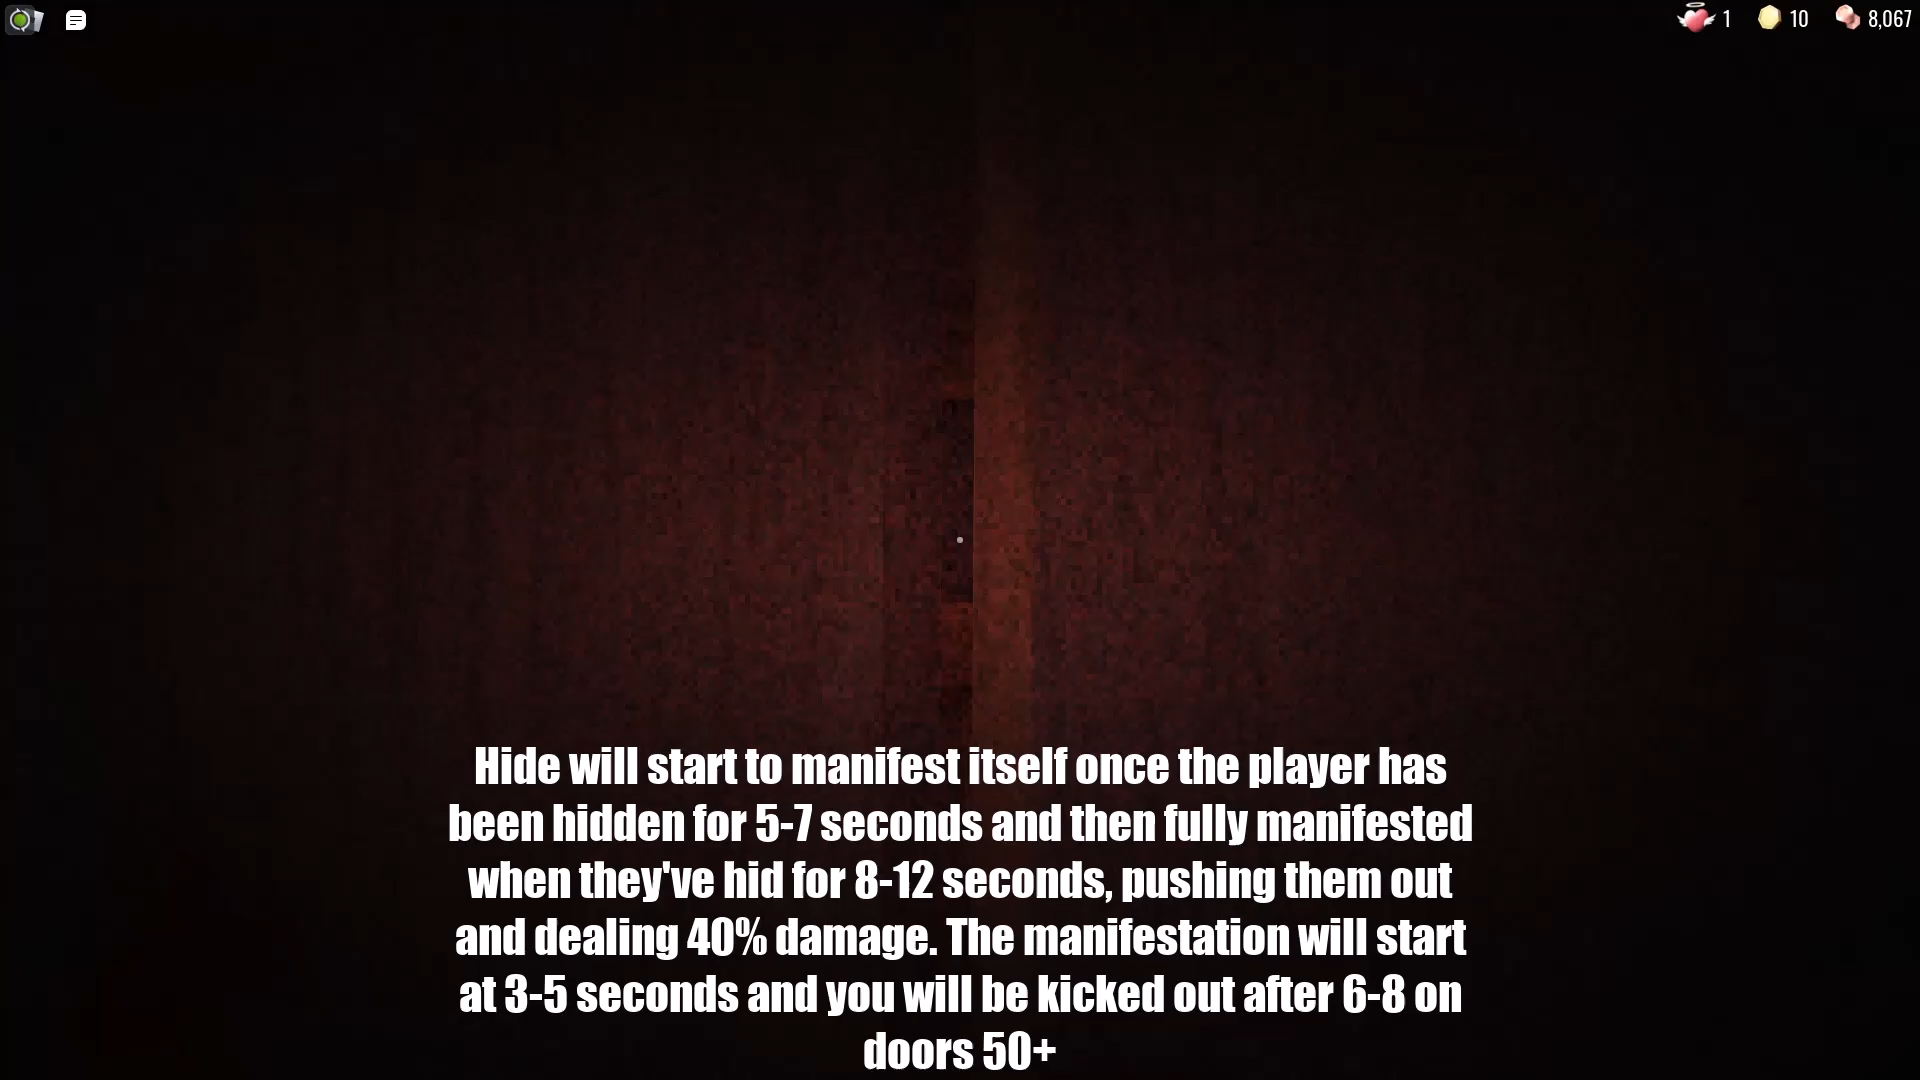 1 10 8,067
Hide will start to manifest itself once the player has
been hidden for 5-7 seconds and then fully manifested
when they've hid for 8-12 seconds, pushing them out
and dealing 40% damage. The manifestation will start
at 3-5 seconds and you will be kicked out after 6-8 on
doors 50+